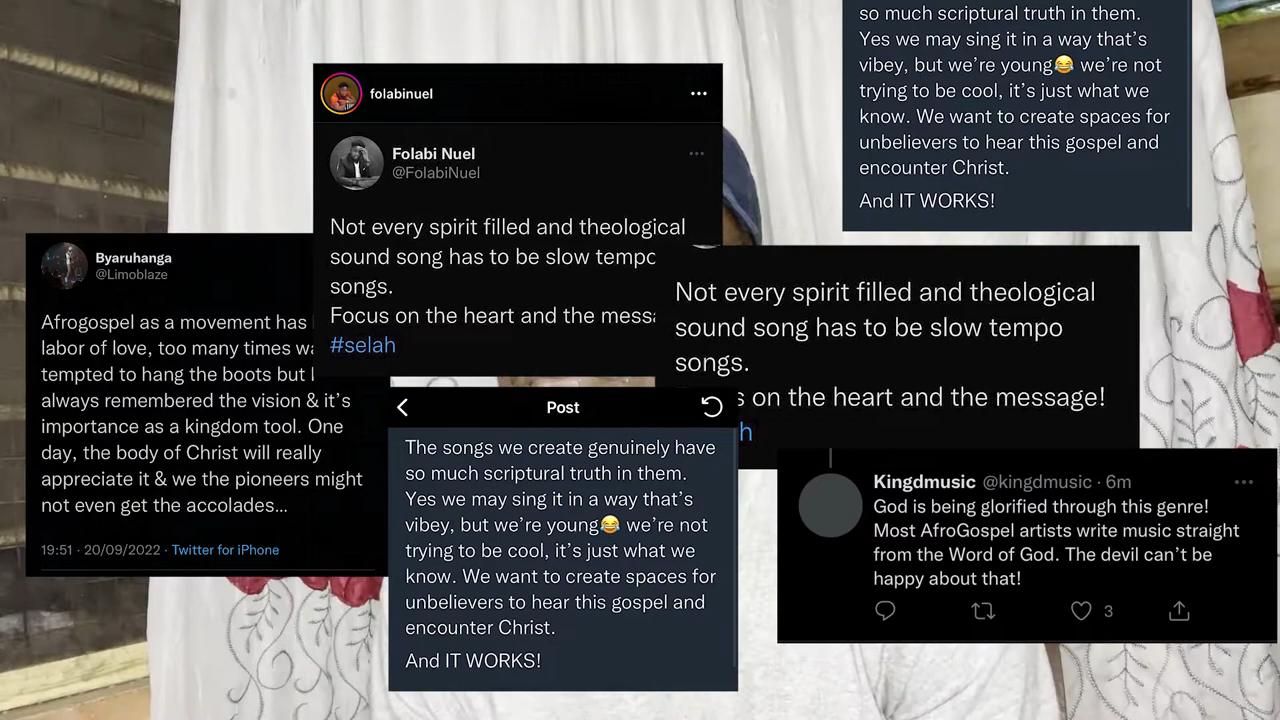 so much scriptural truth in them.
Yes we may sing it in a way that's
vibey, but we're young😂 we're not
trying to be cool, it's just what we
know. We want to create spaces for
unbelievers to hear this gospel and
encounter Christ.
And IT WORKS!
folabinuel
Folabi Nuel
@FolabiNuel
Not every spirit filled and theological
sound song has to be slow tempo
songs.
Focus on the heart and the
#selah
Byaruhanga
@Limoblaze
Afrogospel as a movement has
labor of love, too many times
tempted to hang the boots but
always remembered the vision & it's
importance as a kingdom tool. One
day, the body of Christ will really
appreciate it & we the pioneers might
not even get the accolades...
19:51 · 20/09/2022 · Twitter for iPhone
Not every spirit filled and theological
sound song has to be slow tempo
songs.
on the heart and the message!
Post
The songs we create genuinely have
so much scriptural truth in them.
Yes we may sing it in a way that's
vibey, but we're young😂 we're not
trying to be cool, it's just what we
know. We want to create spaces for
unbelievers to hear this gospel and
encounter Christ.
And IT WORKS!
Kingdmusic @kingdmusic · 6m
God is being glorified through this genre!
Most AfroGospel artists write music straight
from the Word of God. The devil can't be
happy about that!
3